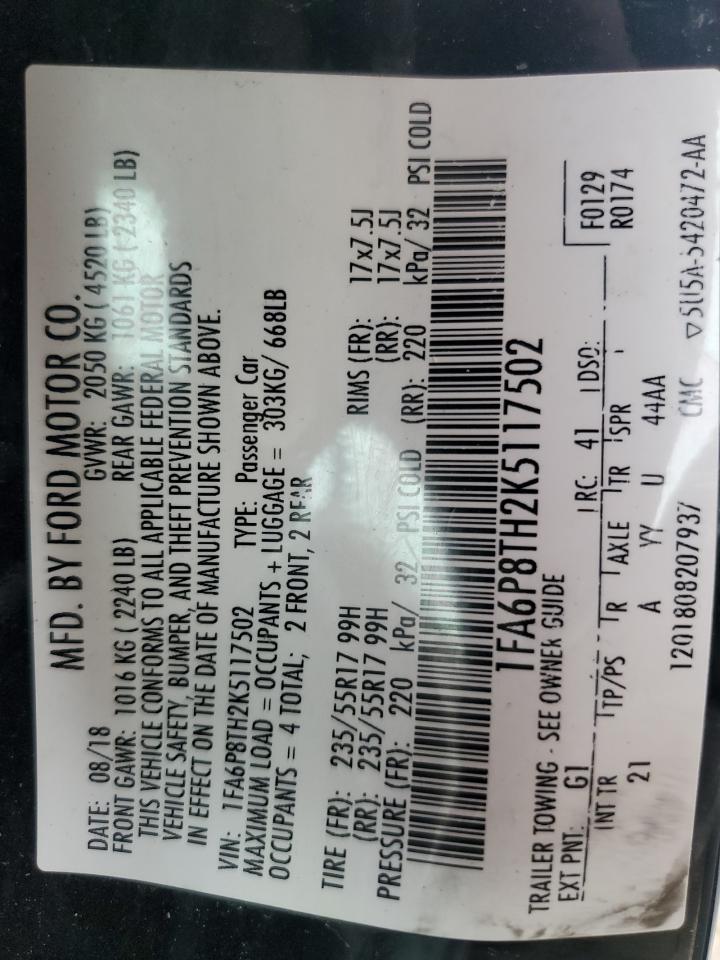 MFD. BY FORD MOTOR CO.
DATE: 08/18 GVWR: 2050 KG ( 4520 LB)
FRONT GAWR: 1016 KG ( 2240 LB) REAR GAWR: 1061 KG ( 2340 LB)
THIS VEHICLE CONFORMS TO ALL APPLICABLE FEDERAL MOTOR
VEHICLE SAFETY, BUMPER, AND THEFT PREVENTION STANDARDS
IN EFFECT ON THE DATE OF MANUFACTURE SHOWN ABOVE.
VIN: 1FA6P8TH2K5117502 TYPE: Passenger Car
MAXIMUM LOAD = OCCUPANTS + LUGGAGE = 303KG/ 668LB
OCCUPANTS = 4 TOTAL; 2 FRONT, 2 REAR
TIRE (FR): 235/55R17 99H RIMS (FR): 17x7.5J
(RR): 235/55R17 99H (RR): 17x7.5J
PRESSURE (FR): 220 kPa/ 32 PSI COLD (RR): 220 kPa/ 32 PSI COLD
1FA6P8TH2K5117502
TRAILER TOWING - SEE OWNER GUIDE F0129
EXT PNT: G1 RC: 41 DSO: R0174
INT TR TP/PS R AXLE TR SPR
21 A YY U 44AA
1201808207937 CMC ▽5U5A-5420472-AA